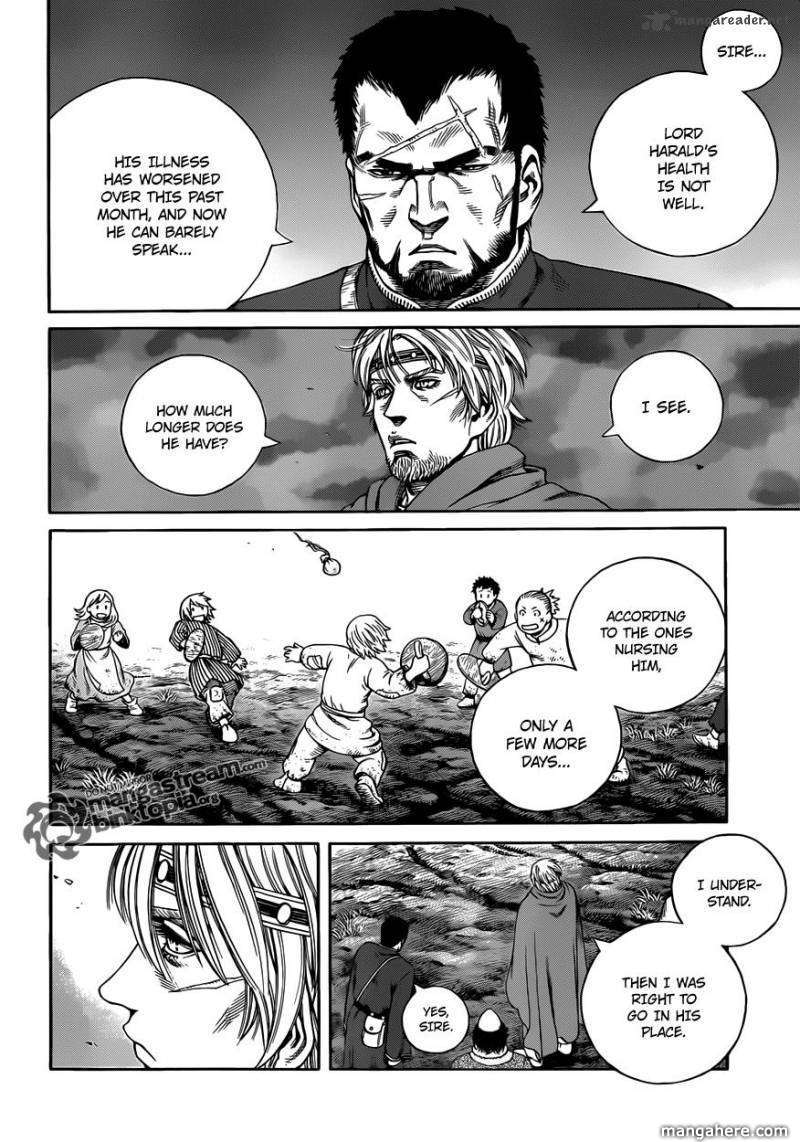 mangareader.net
SIRE...
LORD
HARALD'S
HEALTH
IS NOT
WELL.
HIS ILLNESS
HAS WORSENED
OVER THIS PAST
MONTH, AND NOW
HE CAN BARELY
SPEAK...
I SEE.
HOW MUCH
LONGER DOES
HE HAVE?
ACCORDING
TO THE ONES
NURSING
HIM,
ONLY A
FEW MORE
DAYS...
mangastream.com
binktopia.org
I UNDER-
STAND.
THEN I WAS
RIGHT TO
GO IN HIS
PLACE.
YES,
SIRE.
mangahere.com